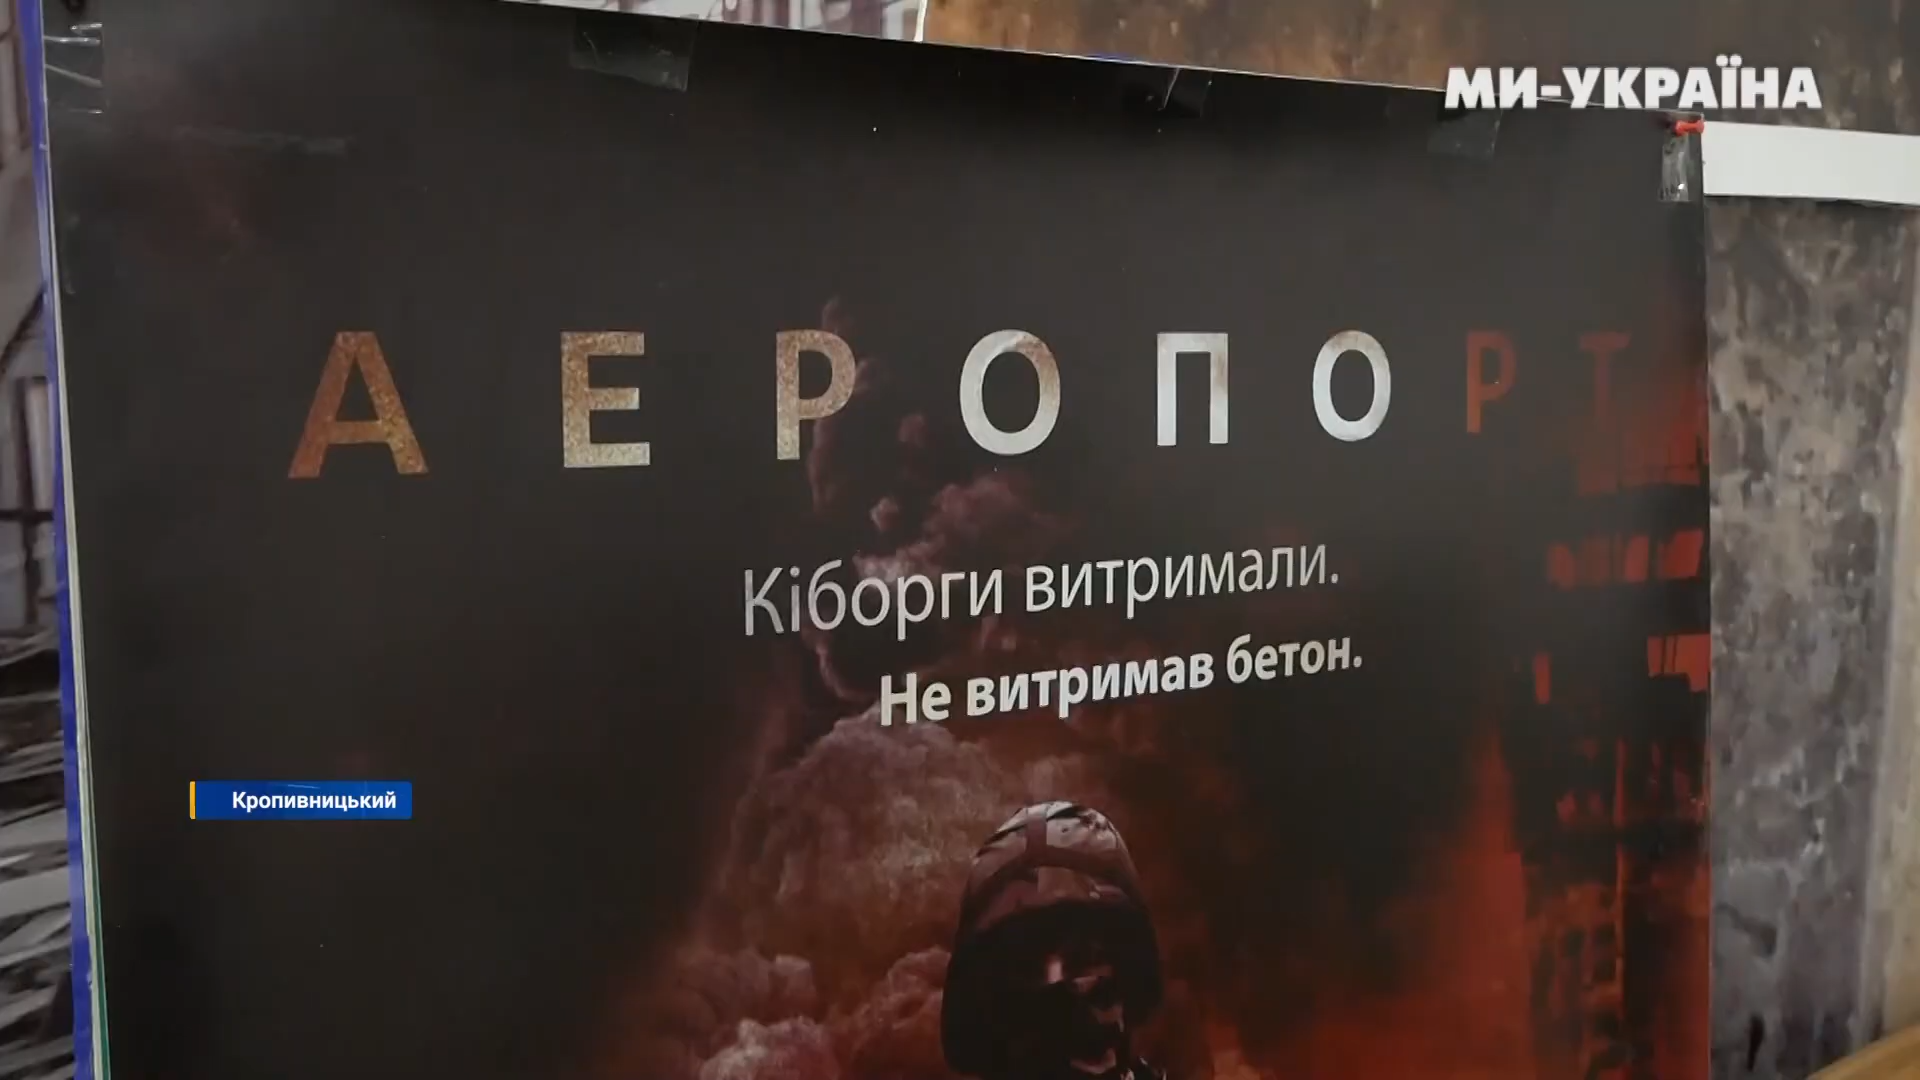 МИ-УКРАЇНА
АЕРОПОРТ
Кіборги витримали.
Не витримав бетон.
Кропивницький